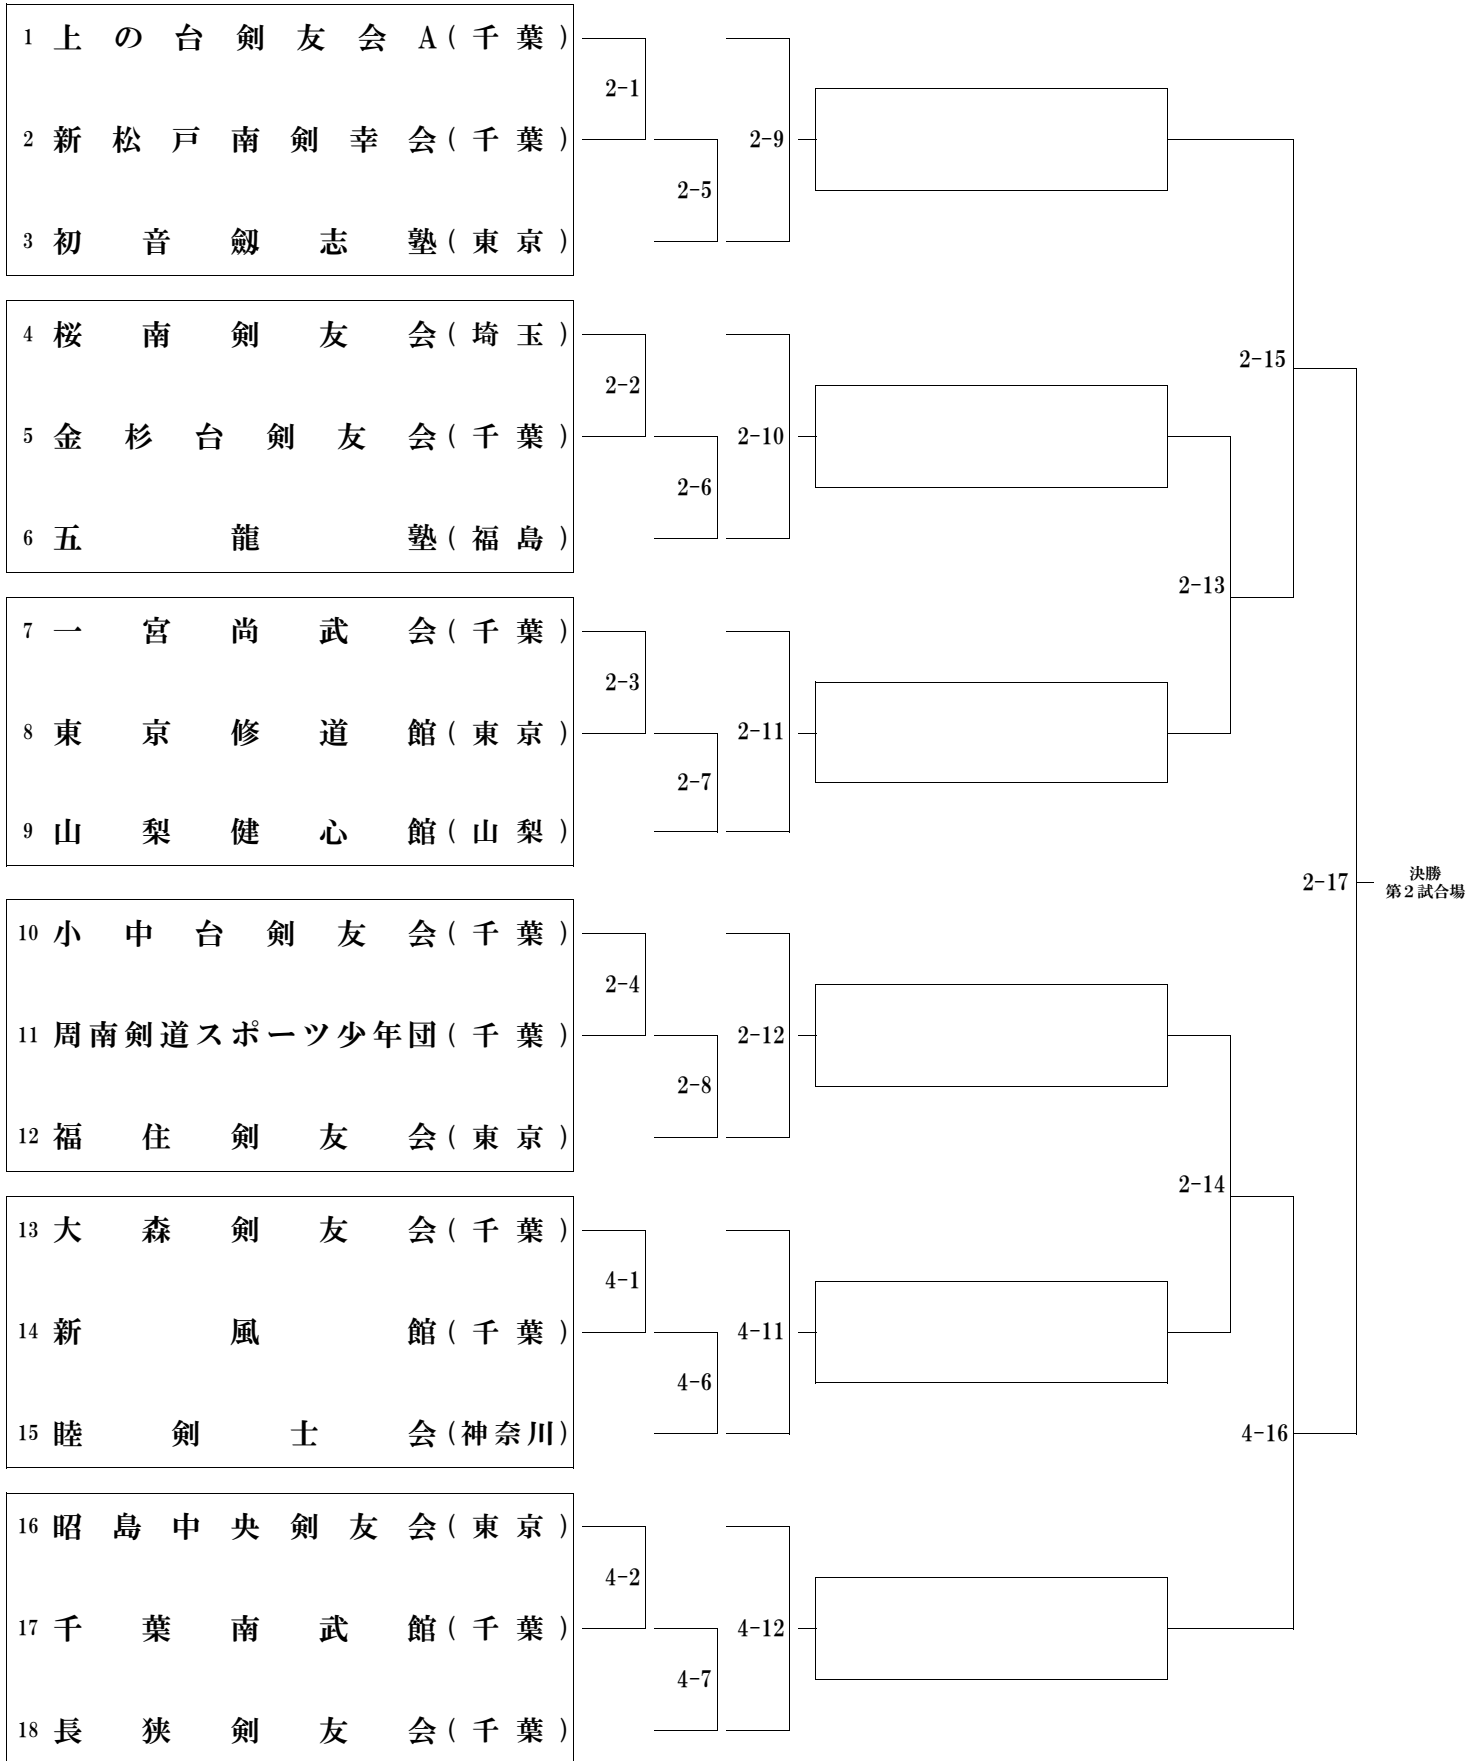 1 上の台剣友会A(千葉)
2-1
2 新松戸南剣幸会(千葉)
2-9
2-5
3 初音劔志塾(東京)
4 桜南剣友会(埼玉)
2-15
2-2
5 金杉台剣友会(千葉)
2-10
2-6
6 五龍塾(福島)
2-13
7 一宮尚武会(千葉)
2-3
8 東京修道館(東京)
2-11
2-7
9 山梨健心館(山梨)
2-17
決勝
第2試合場
10 小中台剣友会(千葉)
2-4
11 周南剣道スポーツ少年団(千葉)
2-12
2-8
12 福住剣友会(東京)
2-14
13 大森剣友会(千葉)
4-1
14 新風館(千葉)
4-11
4-6
15 睦剣士会(神奈川)
4-16
16 昭島中央剣友会(東京)
4-2
17 千葉南武館(千葉)
4-12
4-7
18 長狭剣友会(千葉)